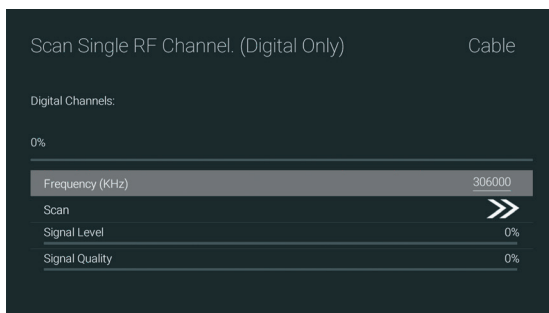 Scan Single RF Channel. (Digital Only) Cable
Digital Channels:
0%
Frequency (KHz) 306000
Scan
Signal Level 0%
Signal Quality 0%